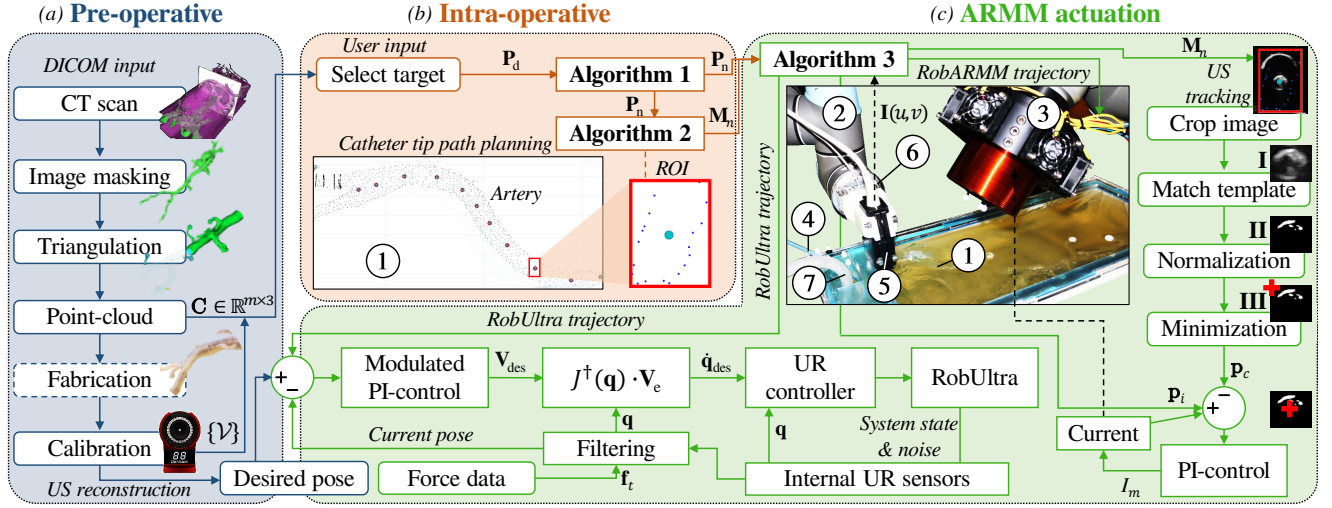 (a) Pre-operative
DICOM input
CT scan
Image masking
Triangulation
Point-cloud
C ∈ ℝ^{m×3}
Fabrication
Calibration
{𝒱}
88
US reconstruction
Desired pose
(b) Intra-operative
User input
Select target
P_d
Algorithm 1
P_n
P_n
Algorithm 2
M_n
Catheter tip path planning
Artery
1
ROI
(c) ARMM actuation
Algorithm 3
M_n
RobARMM trajectory
US
tracking
I(u,v)
RobUltra trajectory
2
3
6
4
7
5
1
Crop image
I
Match template
II
Normalization
III
Minimization
p_c
p_i
+ −
Current
PI-control
I_m
RobUltra trajectory
+ −
Modulated
PI-control
V_des
J†(q) · V_e
q̇_des
UR
controller
RobUltra
q
q
System state
& noise
Current pose
Filtering
Force data
f_t
Internal UR sensors